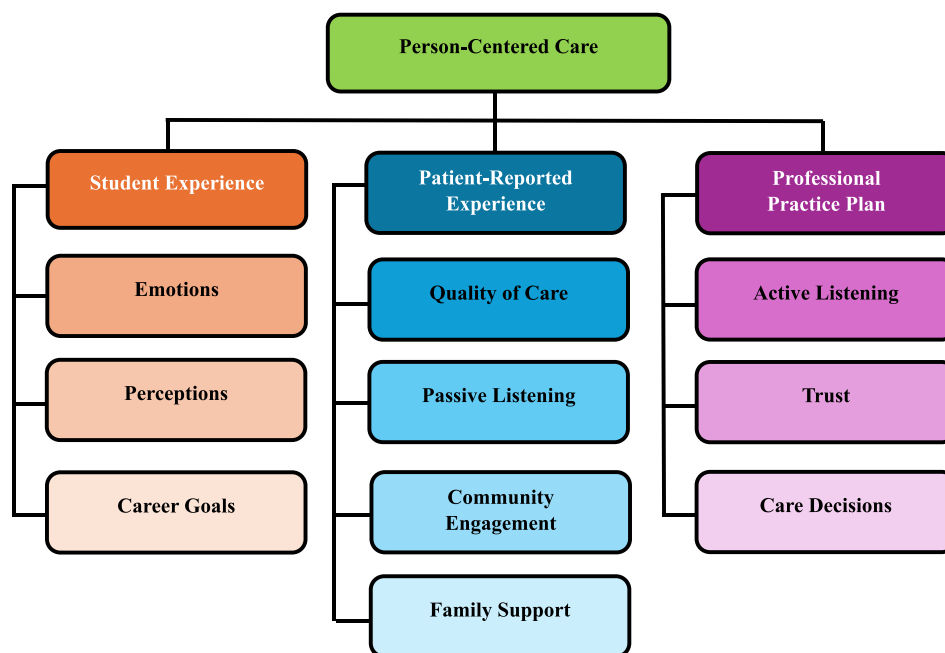 Person-Centered Care
Student Experience
Emotions
Perceptions
Career Goals
Patient-Reported
Experience
Quality of Care
Passive Listening
Community
Engagement
Family Support
Professional
Practice Plan
Active Listening
Trust
Care Decisions